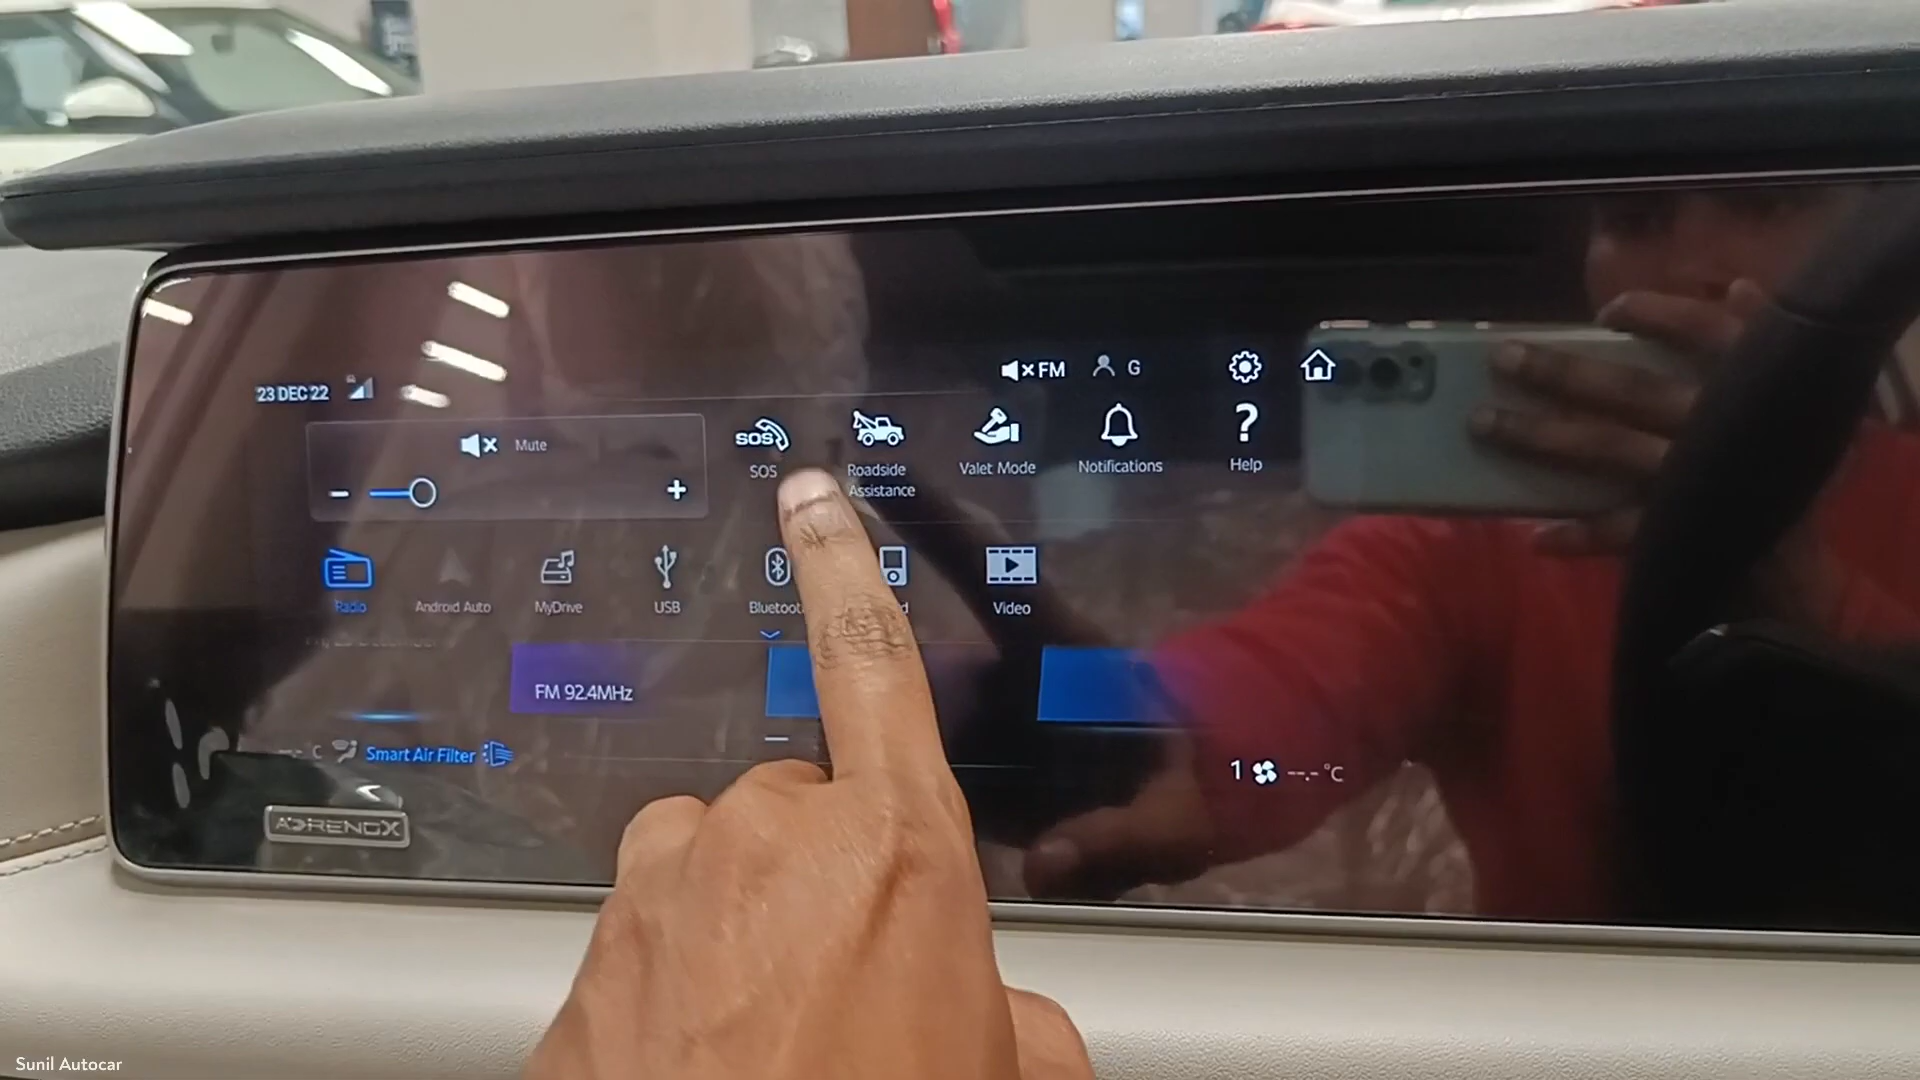 FM
G
23 DEC 22
Mute
SOS
SOS
Roadside
Assistance
Valet Mode
Notifications
?
Help
Radio
Android Auto
MyDrive
USB
Video
FM 92.4MHz
C
Smart Air Filter
1 --.-°C
ADRENOX
Sunil Autocar